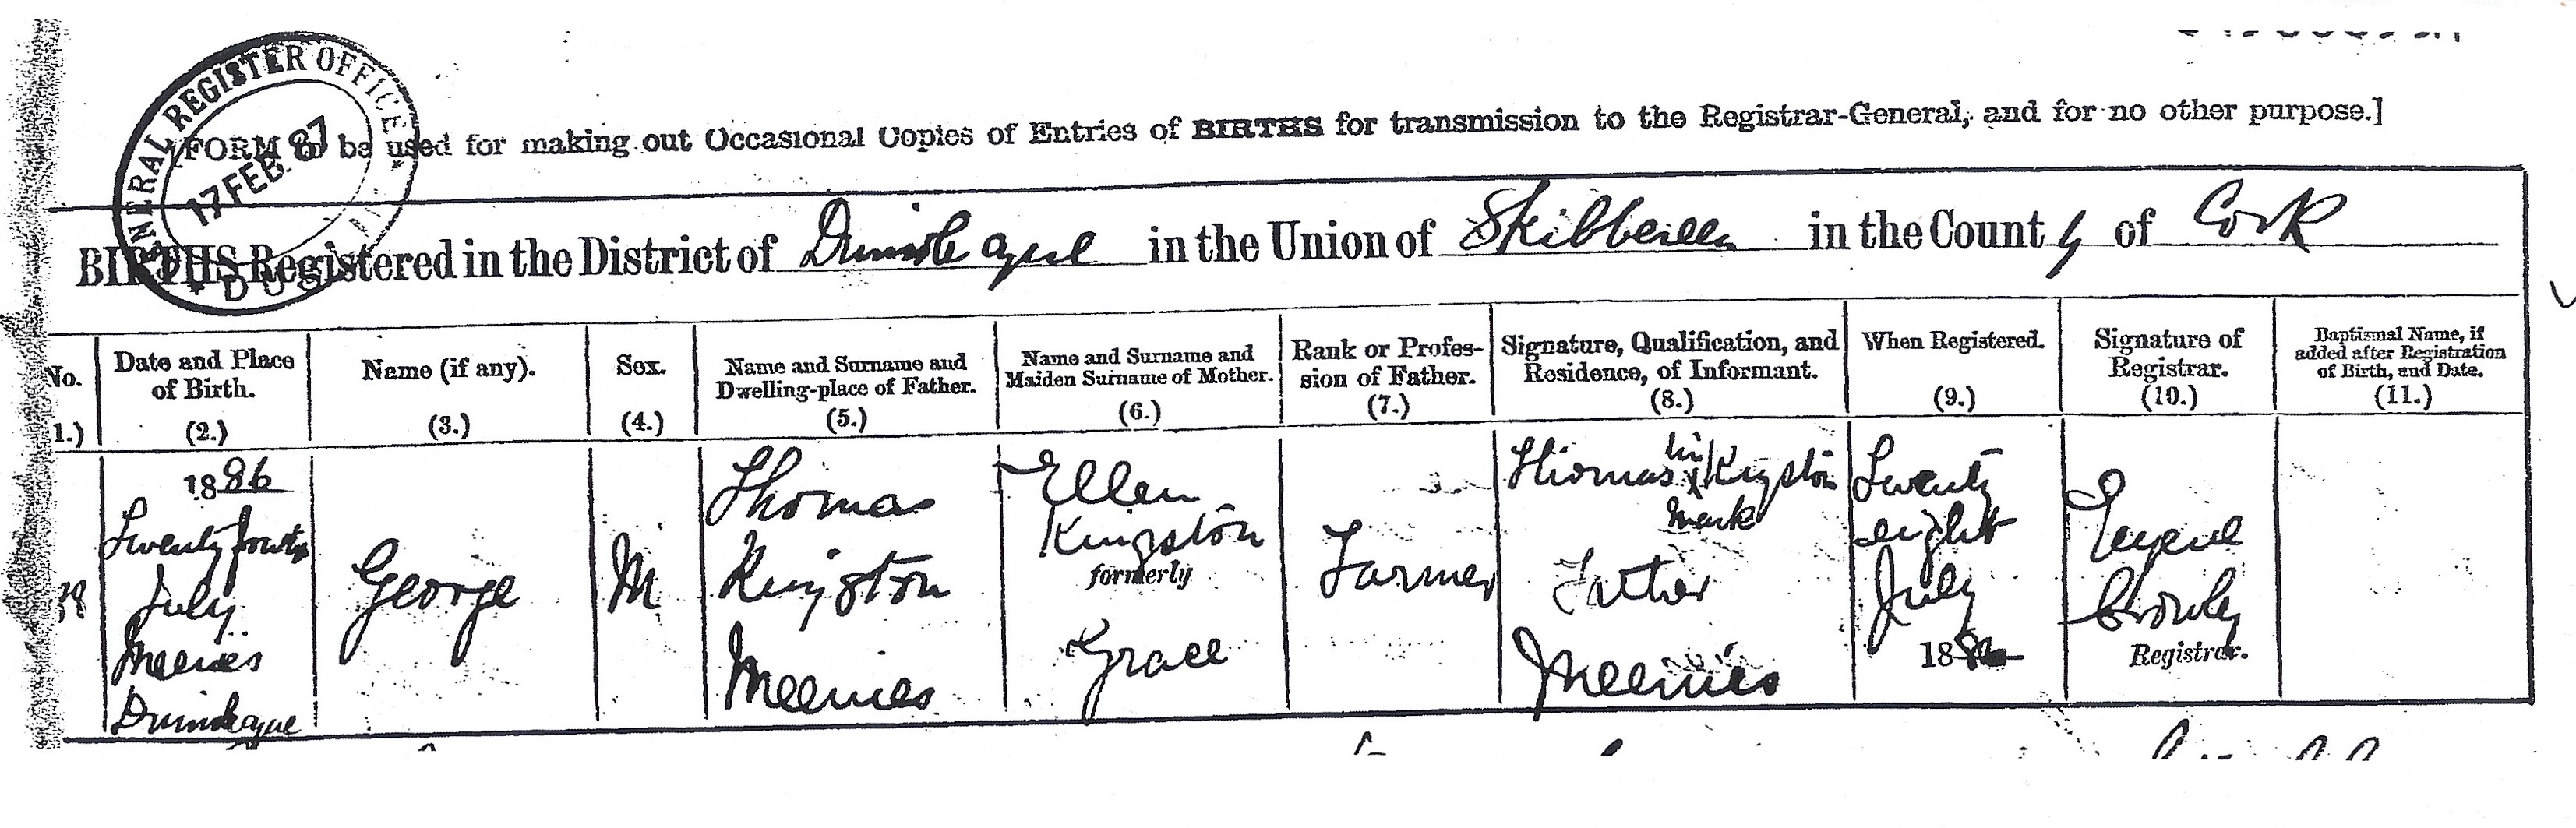 GENERAL REGISTER OFFICE
17 FEB. 87
[FORM to be used for making out Occasional Copies of Entries of BIRTHS for transmission to the Registrar-General, and for no other purpose.]
BIRTHS Registered in the District of Drimoleague in the Union of Skibbereen in the County of Cork
No.
1.)
Date and Place
of Birth.
(2.)
Name (if any).
(3.)
Sex.
(4.)
Name and Surname and
Dwelling-place of Father.
(5.)
Name and Surname and
Maiden Surname of Mother.
(6.)
Rank or Profes-
sion of Father.
(7.)
Signature, Qualification, and
Residence, of Informant.
(8.)
When Registered.
(9.)
Signature of
Registrar.
(10.)
Baptismal Name, if
added after Registration
of Birth, and Date.
(11.)
1886
Twenty fourth
July
Meenies
Drimoleague
George
M
Thomas
Kingston
Meenies
Ellen
Kingston
formerly
Grace
Farmer
Thomas his X Kingston
mark
Father
Meenies
Twenty
eight
July
1886
Eugene
Crowley
Registrar.